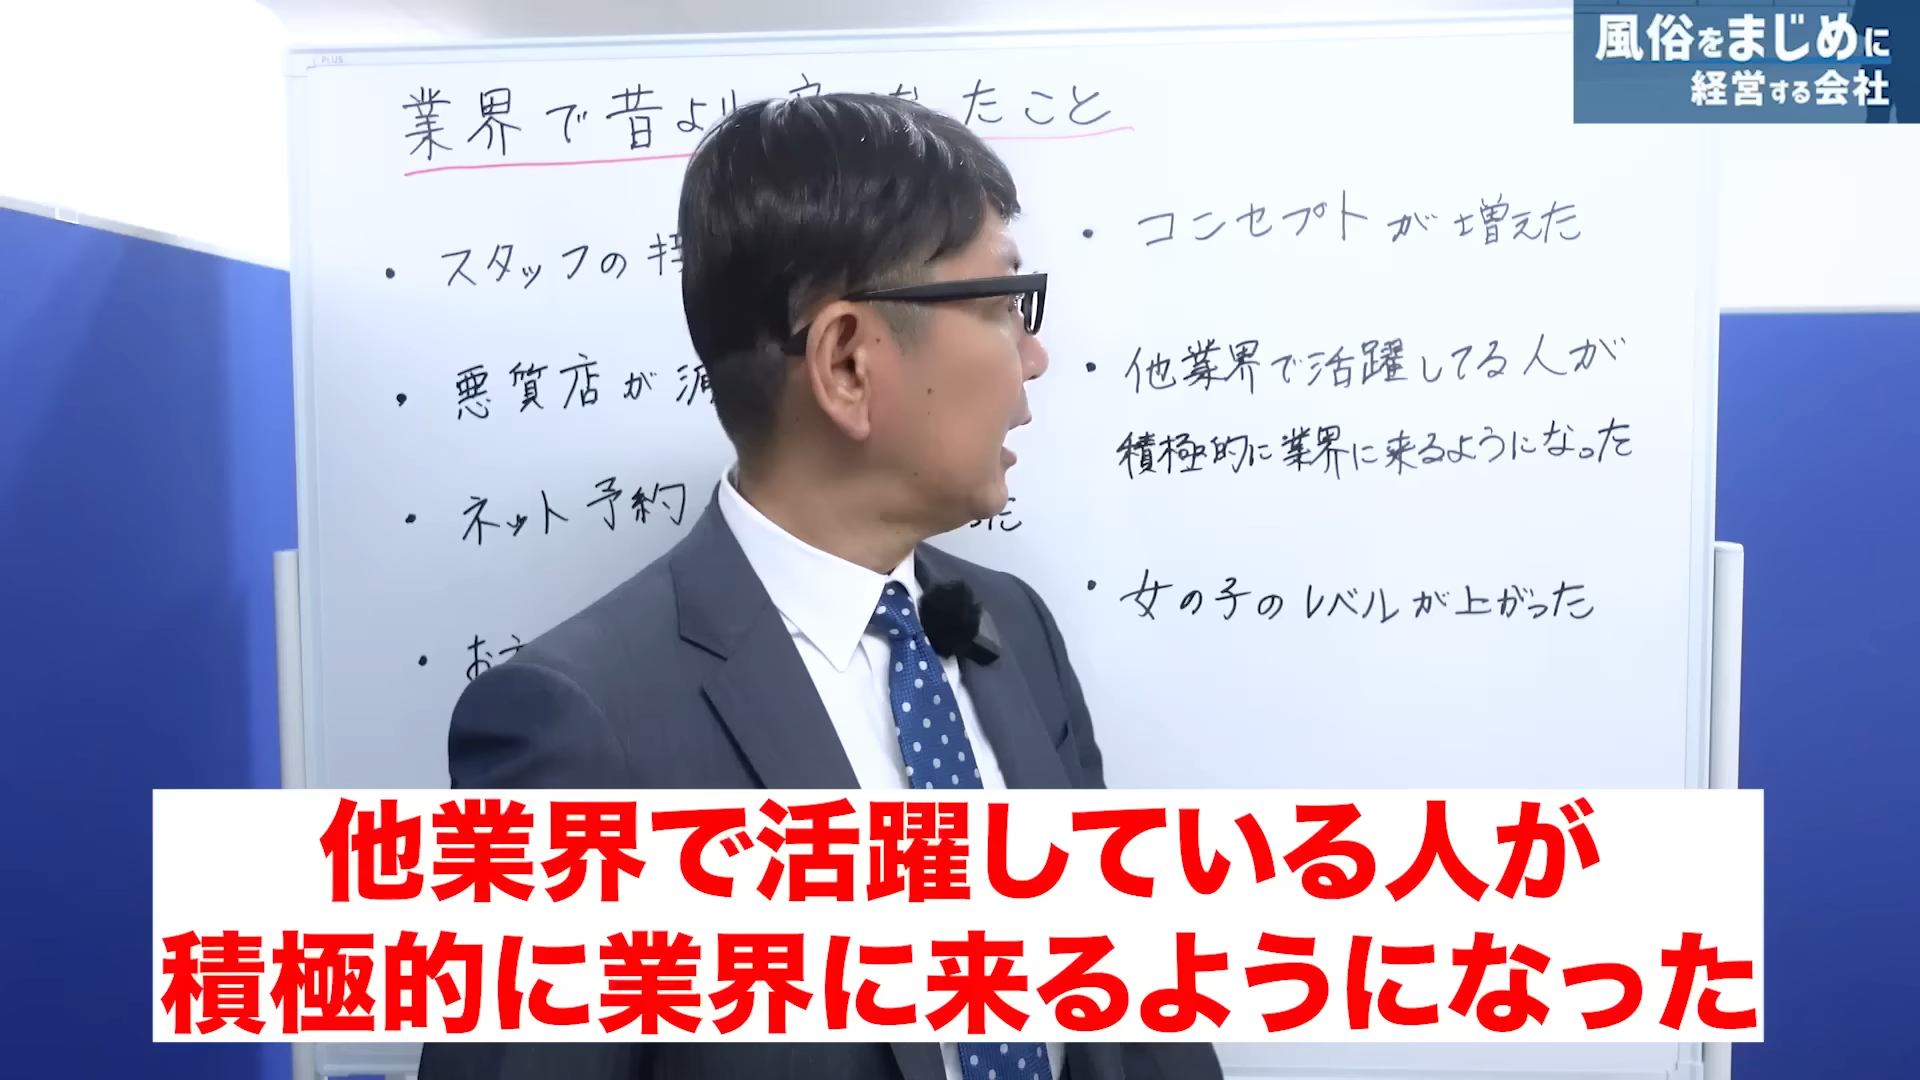 風俗をまじめに
経営する会社
PLUS
業界で昔より
たこと
・スタッフの
・悪質店が
・ネット予約
・お
・コンセプトが増えた
・他業界で活躍してる人が
積極的に業界に来るようになった
・女の子のレベルが上がった
他業界で活躍している人が
積極的に業界に来るようになった